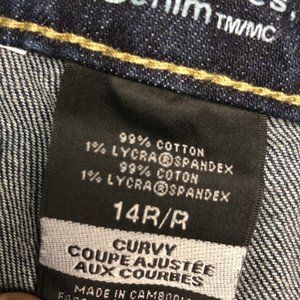 Denim TM/MC
99% COTTON
1% LYCRA®SPANDEX
99% COTON
1% LYCRA®SPANDEX
14R/R
CURVY
COUPE AJUSTÉE
AUX COURBES
MADE IN CAMBODIA